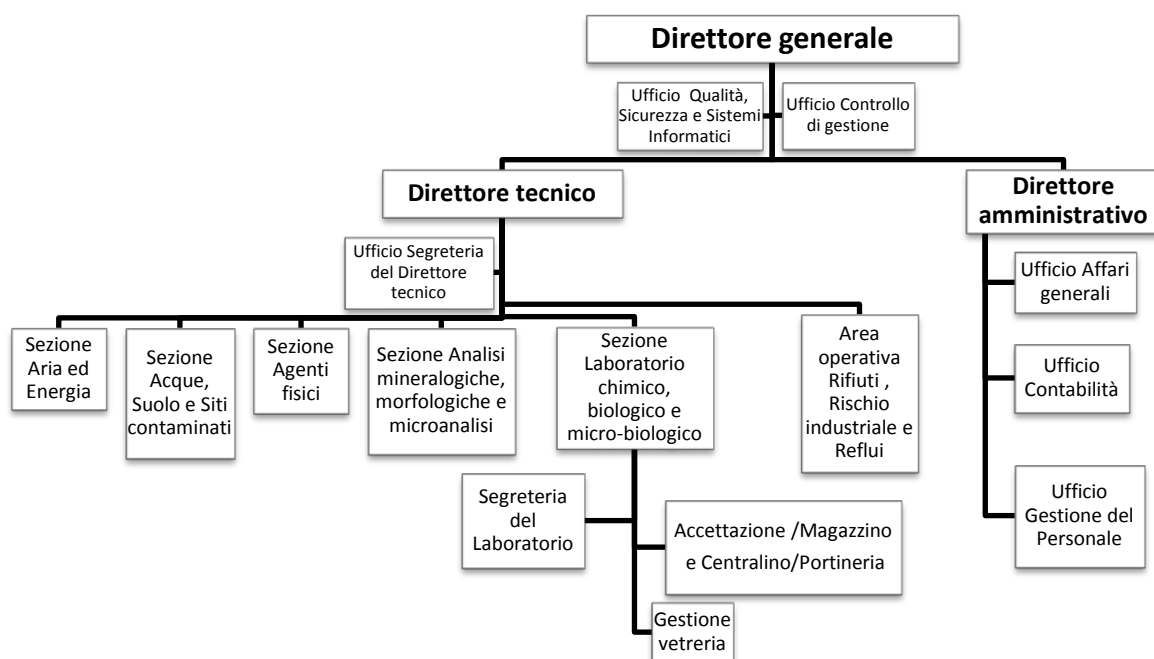 Direttore generale
Ufficio Qualità,
Sicurezza e Sistemi
Informatici
Ufficio Controllo
di gestione
Direttore tecnico
Direttore
amministrativo
Ufficio Segreteria
del Direttore
tecnico
Ufficio Affari
generali
Sezione
Aria ed
Energia
Sezione
Acque,
Suolo e Siti
contaminati
Sezione
Agenti
fisici
Sezione Analisi
mineralogiche,
morfologiche e
microanalisi
Sezione
Laboratorio
chimico,
biologico e
micro-biologico
Area
operativa
Rifiuti ,
Rischio
industriale e
Reflui
Ufficio
Contabilità
Segreteria
del
Laboratorio
Accettazione /Magazzino
e Centralino/Portineria
Ufficio
Gestione del
Personale
Gestione
vetreria